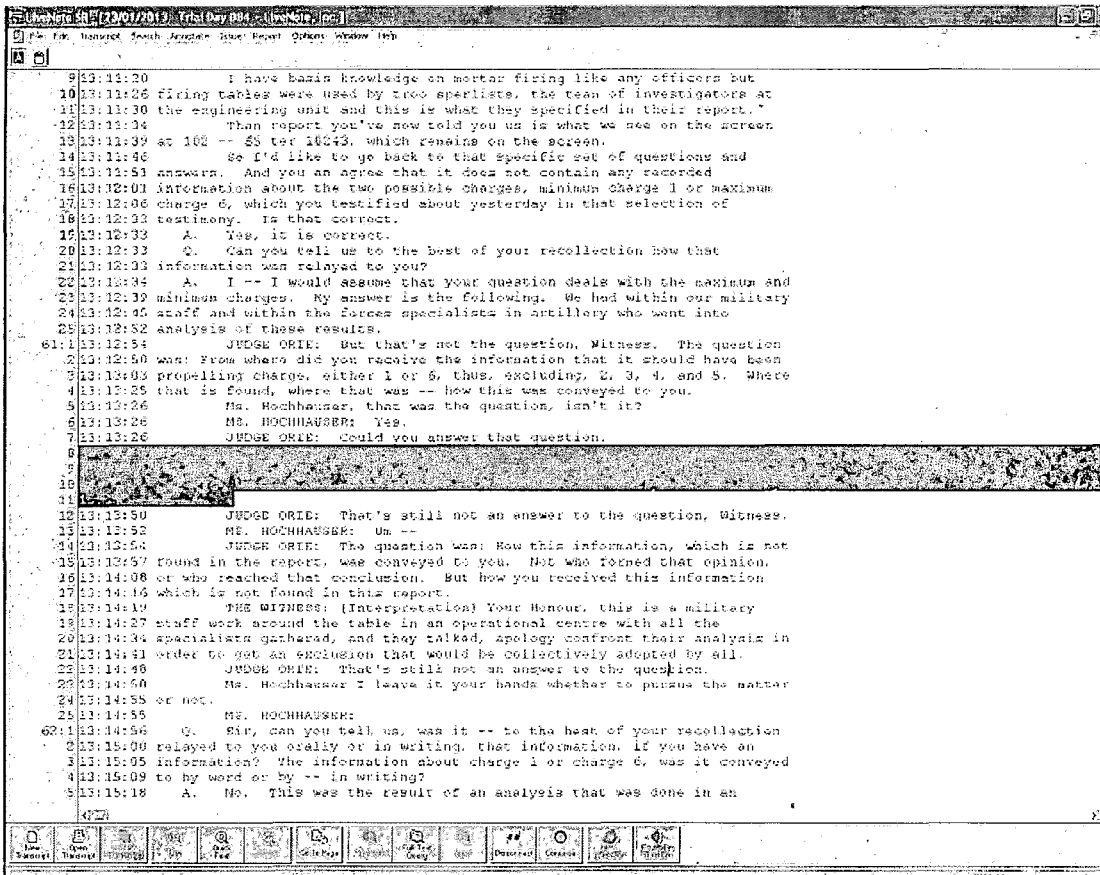 LiveNote SR - [23/01/2013, Trial Day 084 - LiveNote, Inc.]
File Edit Transcript Search Annotate Issue Report Options Window Help
9 13:11:20 I have basis knowledge on mortar firing like any officers but
10 13:11:26 firing tables were used by troo sperlists, the team of investigators at
11 13:11:30 the engineering unit and this is what they specified in their report."
12 13:11:34 Than report you've now told you us is what we see on the screen
13 13:11:39 at 102 -- 65 ter 10243, which remains on the screen.
14 13:11:46 So I'd like to go back to that specific set of questions and
15 13:11:53 answers. And you an agree that it does not contain any recorded
16 13:12:01 information about the two possible charges, minimum charge 1 or maximum
17 13:12:06 charge 6, which you testified about yesterday in that selection of
18 13:12:33 testimony. Is that correct.
19 13:12:33 A. Yes, it is correct.
20 13:12:33 Q. Can you tell us to the best of your recollection how that
21 13:12:33 information was relayed to you?
22 13:12:34 A. I -- I would assume that your question deals with the maximum and
23 13:12:39 minimum charges. My answer is the following. We had within our military
24 13:12:45 staff and within the forces specialists in artillery who went into
25 13:12:52 analysis of these results.
61:1 13:12:54 JUDGE ORIE: But that's not the question, Witness. The question
2 13:12:50 was: From where did you receive the information that it should have been
3 13:13:03 propelling charge, either 1 or 6, thus, excluding, 2, 3, 4, and 5. Where
4 13:13:25 that is found, where that was -- how this was conveyed to you.
5 13:13:26 Ms. Hochhauser, that was the question, isn't it?
6 13:13:26 MS. HOCHHAUSER: Yes.
7 13:13:26 JUDGE ORIE: Could you answer that question.
8
9
10
11
12 13:13:50 JUDGE ORIE: That's still not an answer to the question, Witness.
13 13:13:52 MS. HOCHHAUSER: Um --
14 13:13:54 JUDGE ORIE: The question was: How this information, which is not
15 13:13:57 found in the report, was conveyed to you. Not who formed that opinion,
16 13:14:08 or who reached that conclusion. But how you received this information
17 13:14:16 which is not found in this report.
18 13:14:19 THE WITNESS: [Interpretation] Your Honour, this is a military
19 13:14:27 staff work around the table in an operational centre with all the
20 13:14:34 specialists gathered, and they talked, apology confront their analysis in
21 13:14:41 order to get an exclusion that would be collectively adopted by all.
22 13:14:48 JUDGE ORIE: That's still not an answer to the question.
23 13:14:50 Ms. Hochhauser I leave it your hands whether to pursue the matter
24 13:14:55 or not.
25 13:14:55 MS. HOCHHAUSER:
62:1 13:14:56 Q. Sir, can you tell us, was it -- to the best of your recollection
2 13:15:00 relayed to you orally or in writing, that information, if you have an
3 13:15:05 information? The information about charge 1 or charge 6, was it conveyed
4 13:15:09 to by word or by -- in writing?
5 13:15:18 A. No. This was the result of an analysis that was done in an
New Transcript Open Transcript Quick Find Go to Page Full Text Query Disconnect